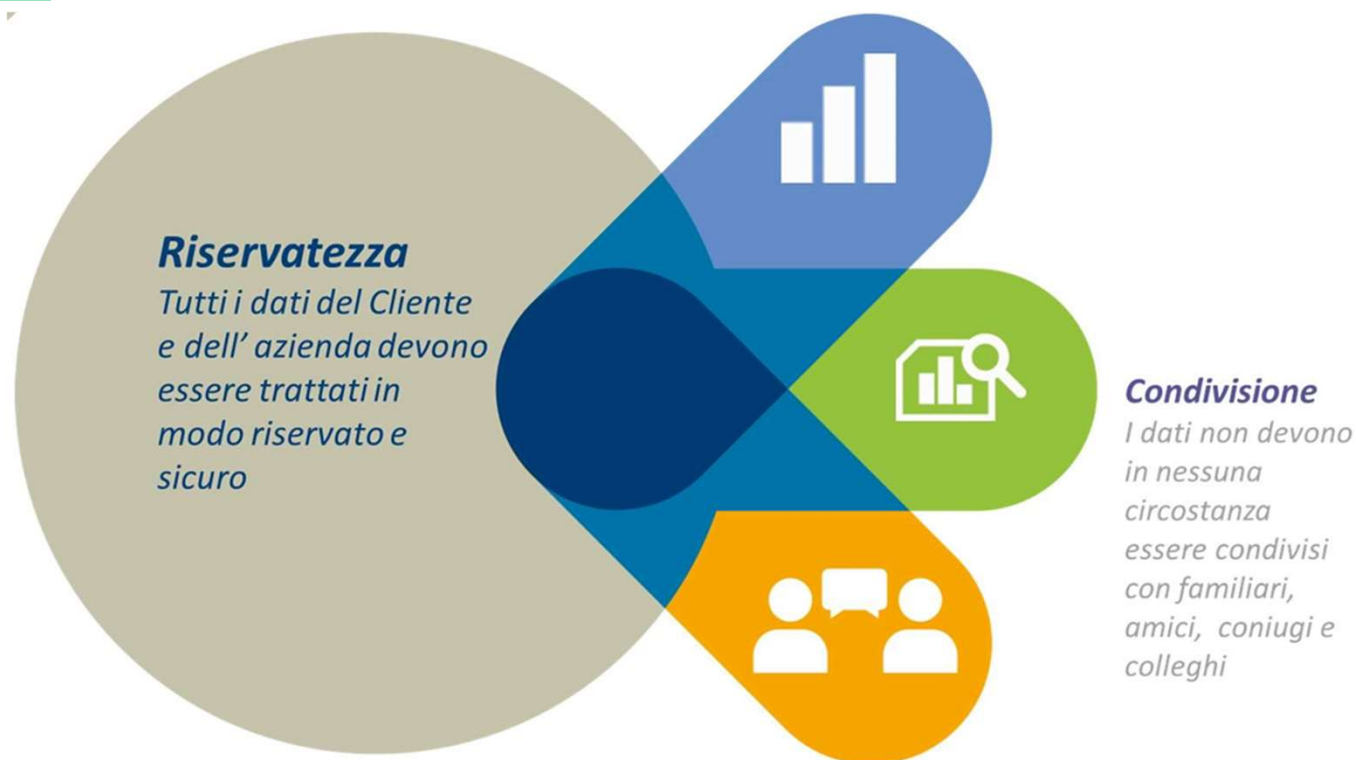 Riservatezza
Tutti i dati del Cliente
e dell' azienda devono
essere trattati in
modo riservato e
sicuro
Condivisione
I dati non devono
in nessuna
circostanza
essere condivisi
con familiari,
amici, coniugi e
colleghi